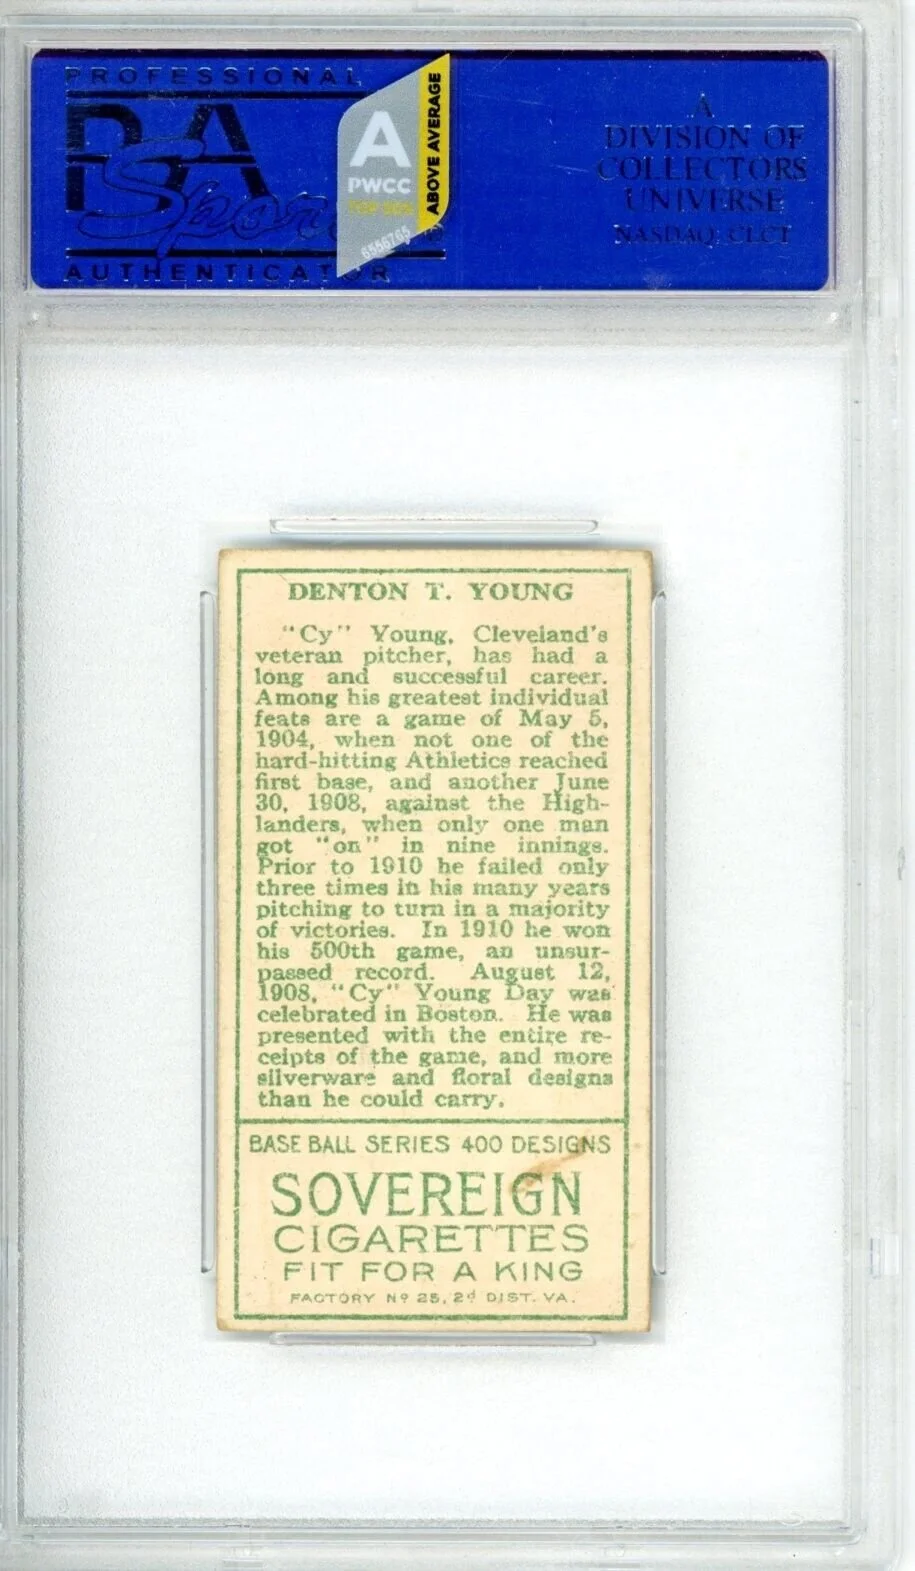 PROFESSIONAL
PSA
Sports
AUTHENTICATOR
A
PWCC
TOP 30%
6556765
ABOVE AVERAGE
A
DIVISION OF
COLLECTORS
UNIVERSE
NASDAQ: CLCT
DENTON T. YOUNG
"Cy" Young, Cleveland's
veteran pitcher, has had a
long and successful career.
Among his greatest individual
feats are a game of May 5,
1904, when not one of the
hard-hitting Athletics reached
first base, and another June
30, 1908, against the High-
landers, when only one man
got "on" in nine innings.
Prior to 1910 he failed only
three times in his many years
pitching to turn in a majority
of victories. In 1910 he won
his 500th game, an unsur-
passed record. August 12,
1908, "Cy" Young Day was
celebrated in Boston. He was
presented with the entire re-
ceipts of the game, and more
silverware and floral designs
than he could carry.
BASE BALL SERIES 400 DESIGNS
SOVEREIGN
CIGARETTES
FIT FOR A KING
FACTORY Nº 25, 2d DIST. VA.